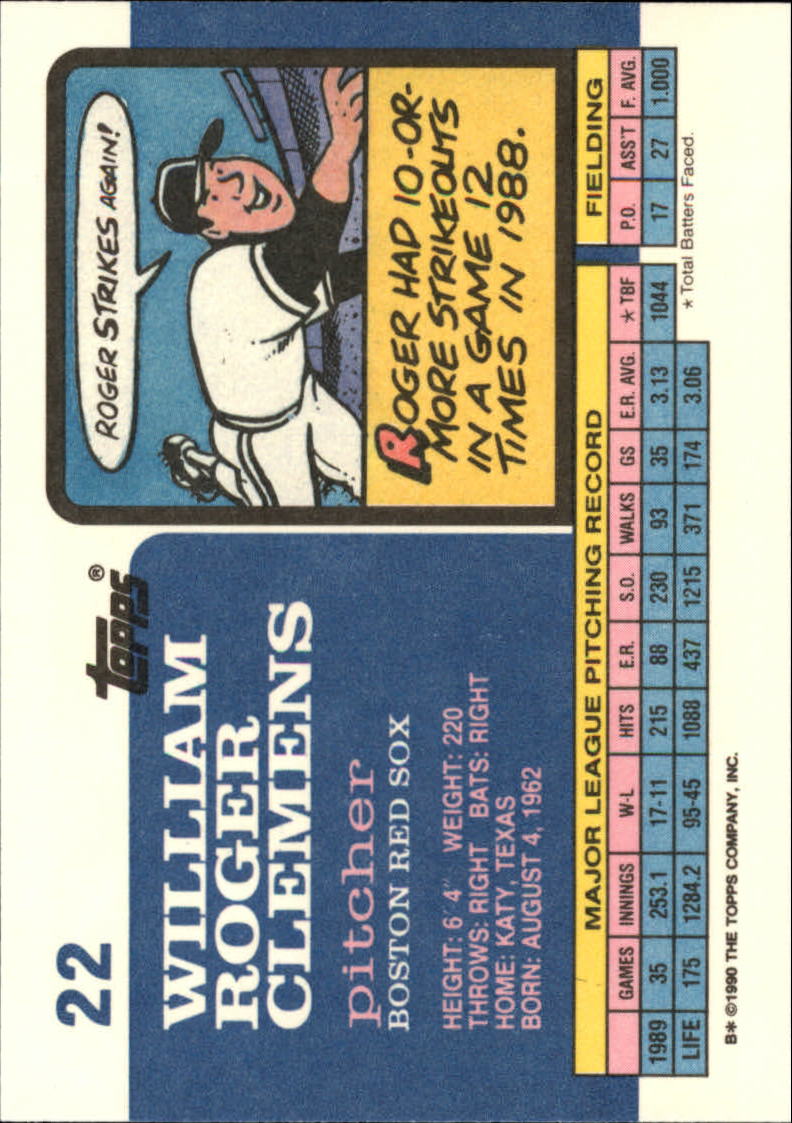 22
Topps®
WILLIAM
ROGER
CLEMENS
pitcher
BOSTON RED SOX
HEIGHT: 6′ 4″ WEIGHT: 220
THROWS: RIGHT BATS: RIGHT
HOME: KATY, TEXAS
BORN: AUGUST 4, 1962
ROGER STRIKES AGAIN!
ROGER HAD 10-OR-
MORE STRIKEOUTS
IN A GAME 12
TIMES IN 1988.
MAJOR LEAGUE PITCHING RECORD FIELDING
GAMES INNINGS W-L HITS E.R. S.O. WALKS GS E.R. AVG. *TBF P.O. ASS'T F. AVG.
1989 35 253.1 17-11 215 88 230 93 35 3.13 1044 17 27 1.000
LIFE 175 1284.2 95-45 1088 437 1215 371 174 3.06
*Total Batters Faced.
B* ©1990 THE TOPPS COMPANY, INC.